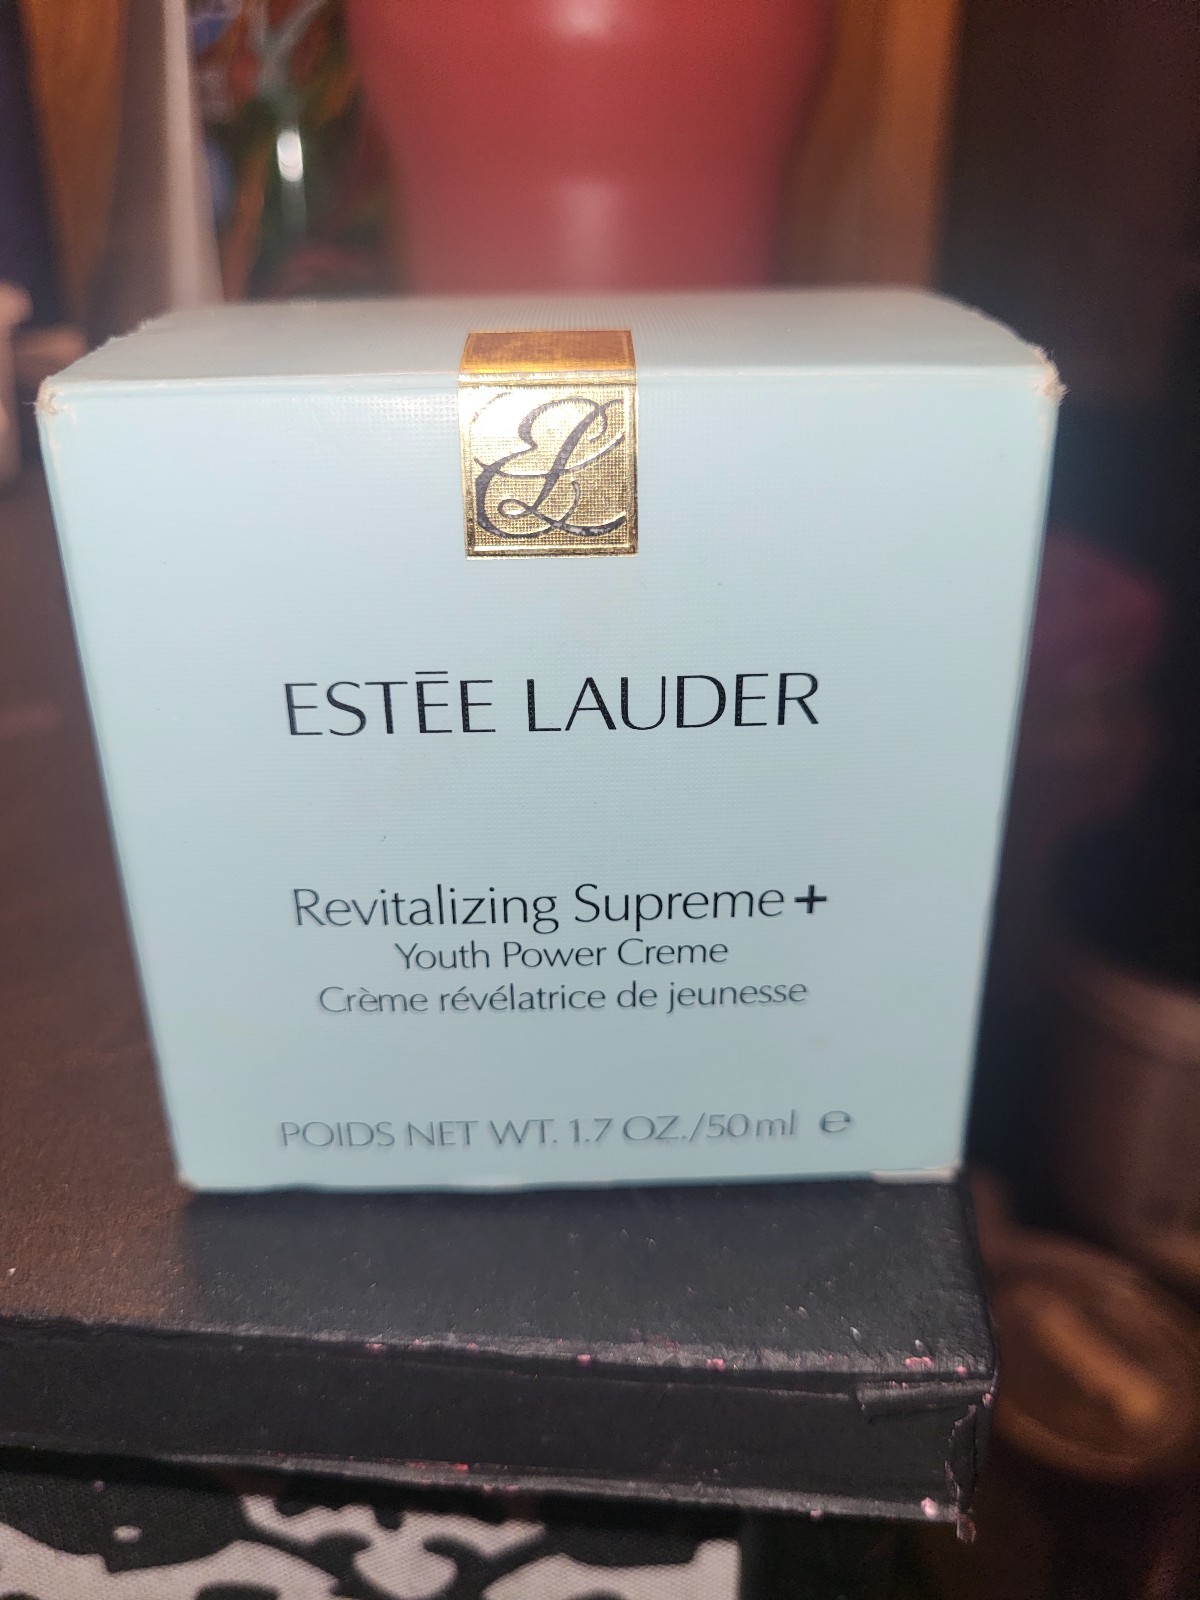 EL
ESTĒE LAUDER
Revitalizing Supreme+
Youth Power Creme
Crème révélatrice de jeunesse
POIDS NET WT. 1.7 OZ./50ml ℮